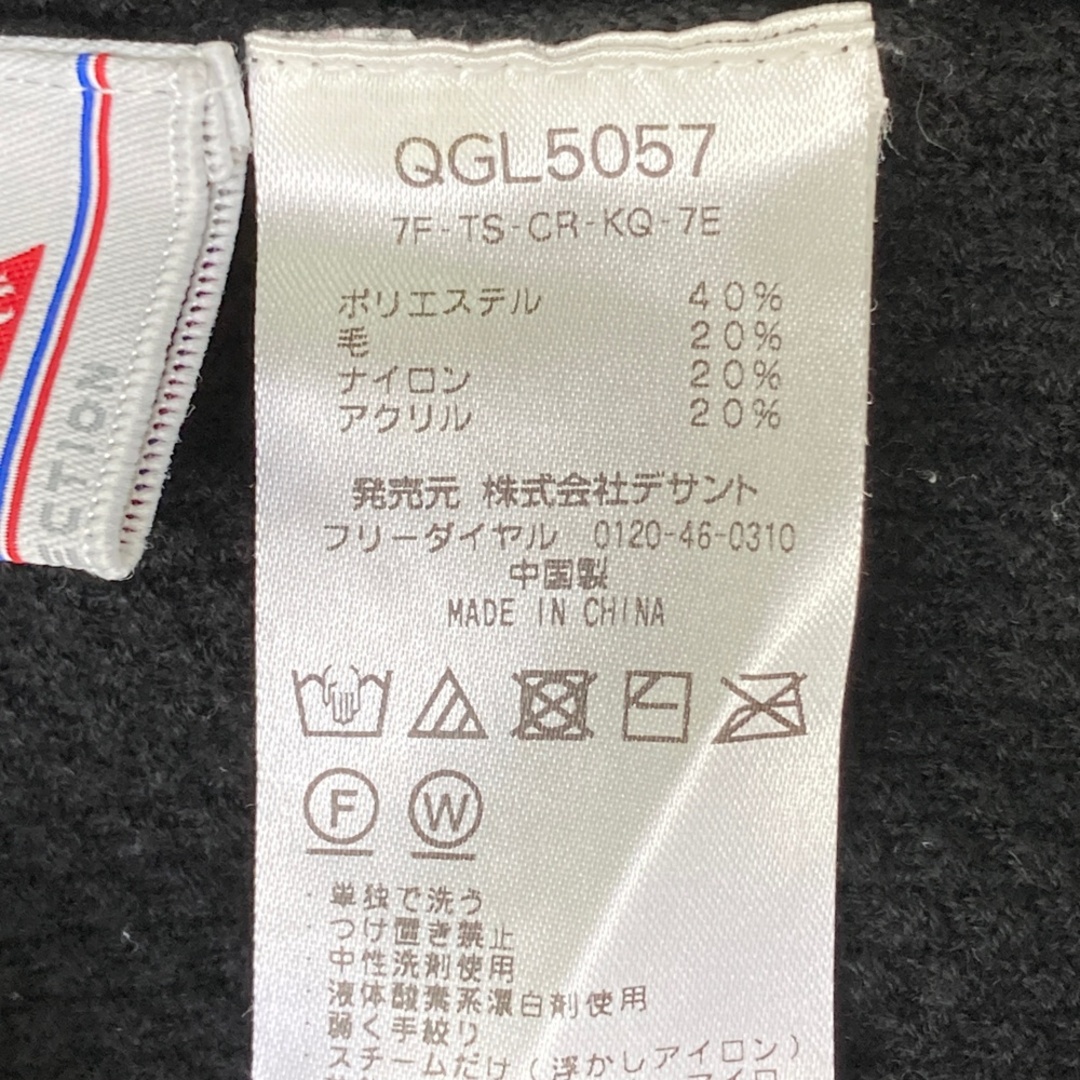 QGL5057
7F-TS-CR-KQ-7E
ポリエステル 40%
毛 20%
ナイロン 20%
アクリル 20%
発売元 株式会社デサント
フリーダイヤル 0120-46-0310
中国製
MADE IN CHINA
F W
・単独で洗う
・つけ置き禁止
・中性洗剤使用
・液体酸素系漂白剤使用
・弱く手絞り
・スチームだけ(浮かしアイロン)
ECTION